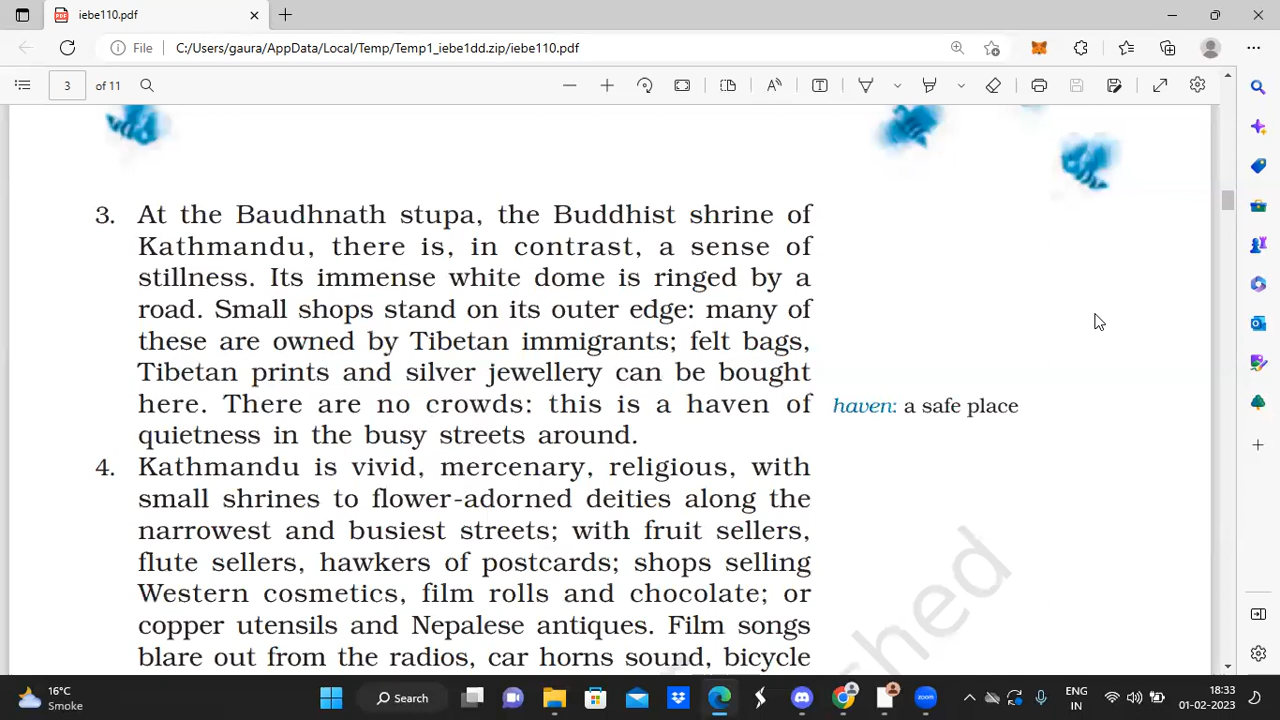 iebe110.pdf
File C:/Users/gaura/AppData/Local/Temp/Temp1_iebe1dd.zip/iebe110.pdf
3 of 11
3. At the Baudhnath stupa, the Buddhist shrine of
Kathmandu, there is, in contrast, a sense of
stillness. Its immense white dome is ringed by a
road. Small shops stand on its outer edge: many of
these are owned by Tibetan immigrants; felt bags,
Tibetan prints and silver jewellery can be bought
here. There are no crowds: this is a haven of
haven: a safe place
quietness in the busy streets around.
4. Kathmandu is vivid, mercenary, religious, with
small shrines to flower-adorned deities along the
narrowest and busiest streets; with fruit sellers,
flute sellers, hawkers of postcards; shops selling
Western cosmetics, film rolls and chocolate; or
copper utensils and Nepalese antiques. Film songs
blare out from the radios, car horns sound, bicycle
shed
16°C
Smoke
Search
zoom
ENG
IN
18:33
01-02-2023